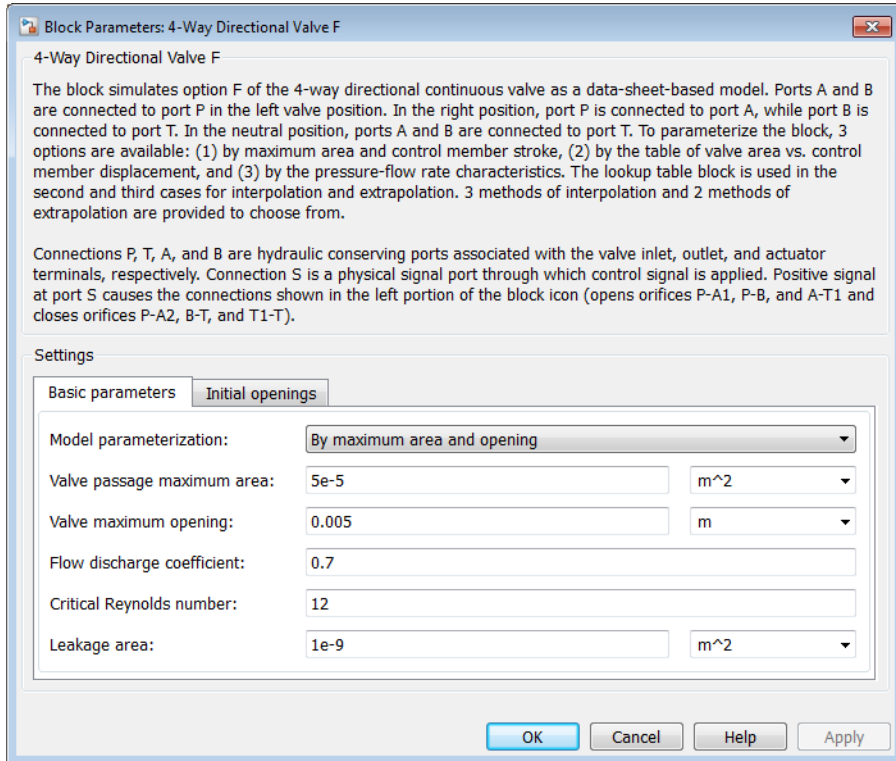 Block Parameters: 4-Way Directional Valve F
4-Way Directional Valve F
The block simulates option F of the 4-way directional continuous valve as a data-sheet-based model. Ports A and B
are connected to port P in the left valve position. In the right position, port P is connected to port A, while port B is
connected to port T. In the neutral position, ports A and B are connected to port T. To parameterize the block, 3
options are available: (1) by maximum area and control member stroke, (2) by the table of valve area vs. control
member displacement, and (3) by the pressure-flow rate characteristics. The lookup table block is used in the
second and third cases for interpolation and extrapolation. 3 methods of interpolation and 2 methods of
extrapolation are provided to choose from.
Connections P, T, A, and B are hydraulic conserving ports associated with the valve inlet, outlet, and actuator
terminals, respectively. Connection S is a physical signal port through which control signal is applied. Positive signal
at port S causes the connections shown in the left portion of the block icon (opens orifices P-A1, P-B, and A-T1 and
closes orifices P-A2, B-T, and T1-T).
Settings
Basic parameters Initial openings
Model parameterization: By maximum area and opening
Valve passage maximum area: 5e-5 m^2
Valve maximum opening: 0.005 m
Flow discharge coefficient: 0.7
Critical Reynolds number: 12
Leakage area: 1e-9 m^2
OK Cancel Help Apply